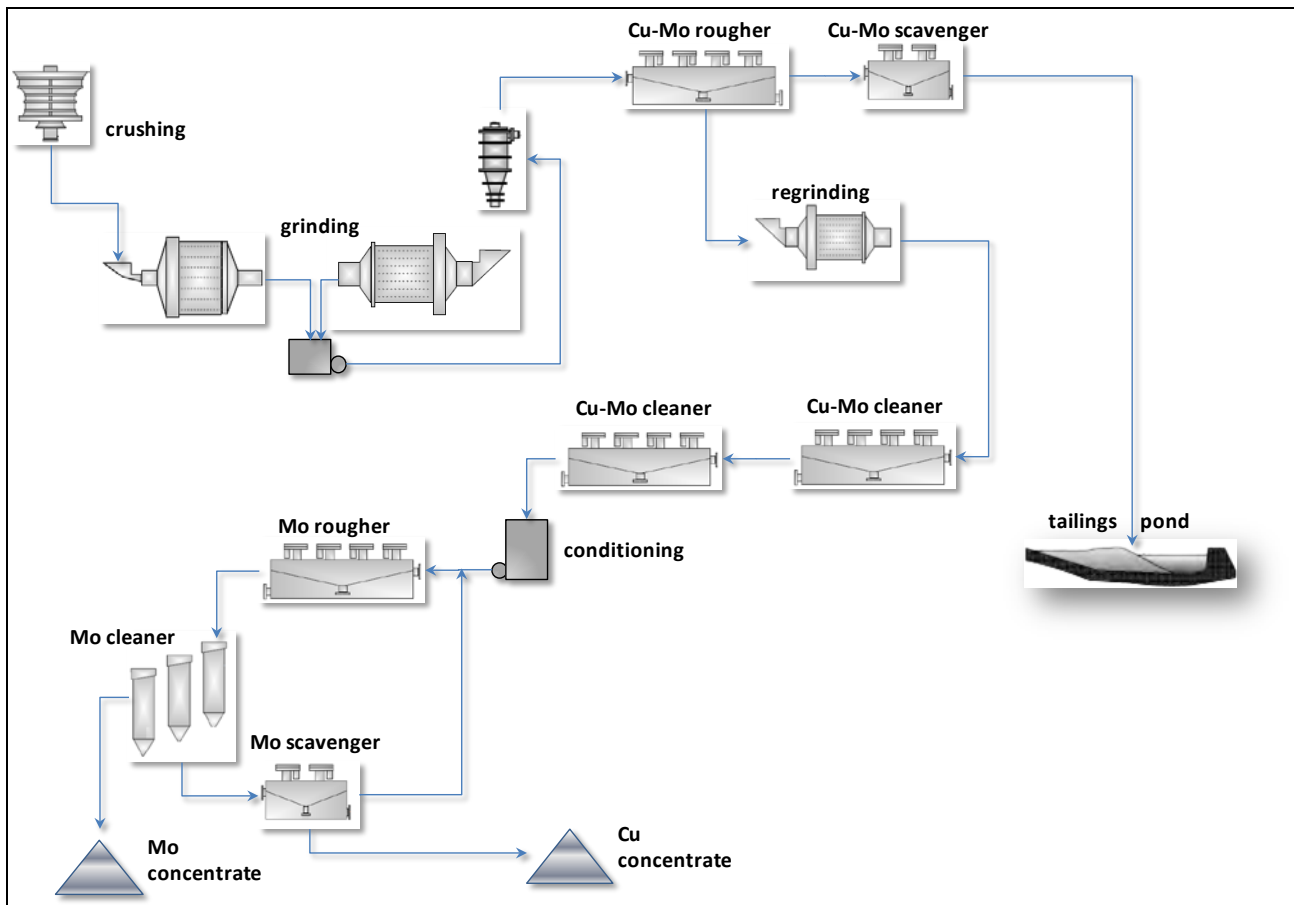 Cu-Mo rougher
Cu-Mo scavenger
crushing
regrinding
grinding
Cu-Mo cleaner
Cu-Mo cleaner
tailings pond
Mo rougher
conditioning
Mo cleaner
Mo scavenger
Mo
concentrate
Cu
concentrate